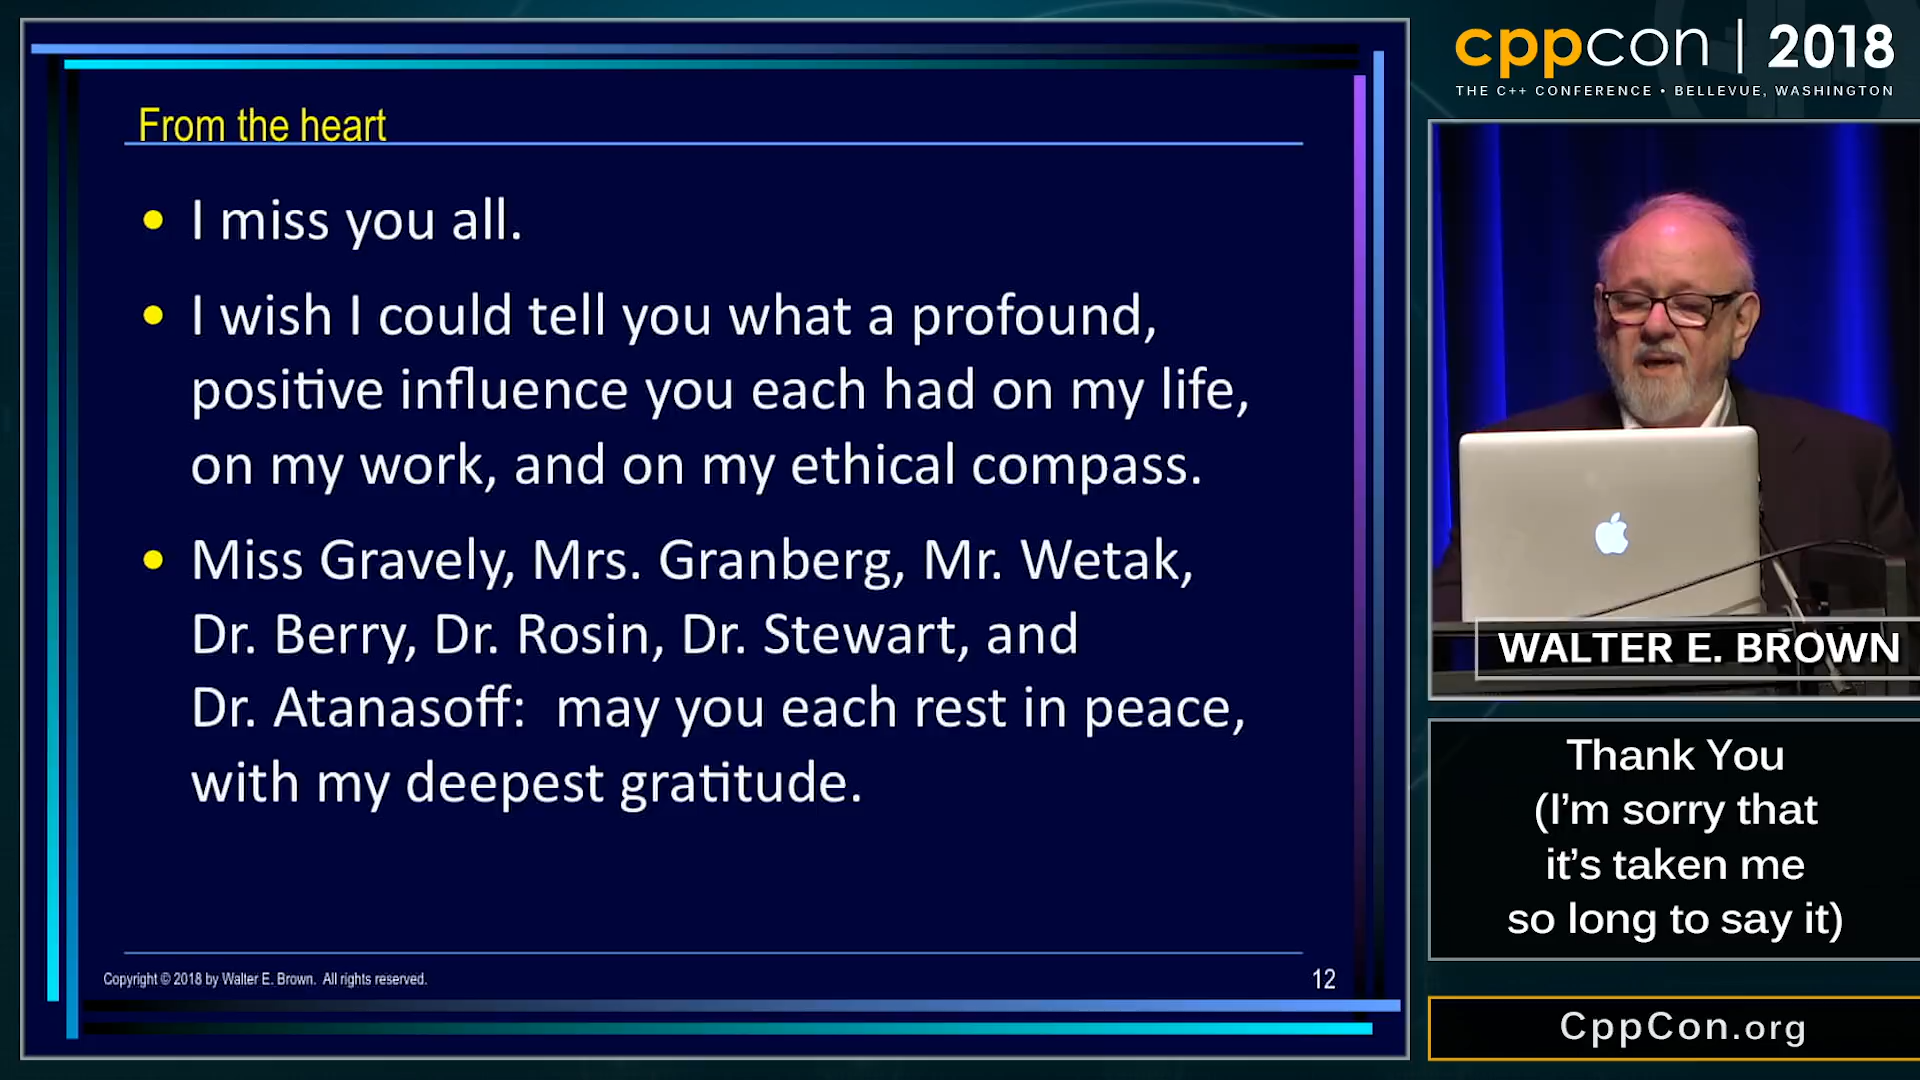 From the heart
• I miss you all.
• I wish I could tell you what a profound,
positive influence you each had on my life,
on my work, and on my ethical compass.
• Miss Gravely, Mrs. Granberg, Mr. Wetak,
Dr. Berry, Dr. Rosin, Dr. Stewart, and
Dr. Atanasoff:  may you each rest in peace,
with my deepest gratitude.
Copyright © 2018 by Walter E. Brown.  All rights reserved.
12
cppcon | 2018
THE C++ CONFERENCE • BELLEVUE, WASHINGTON
WALTER E. BROWN
Thank You
(I'm sorry that
it's taken me
so long to say it)
CppCon.org